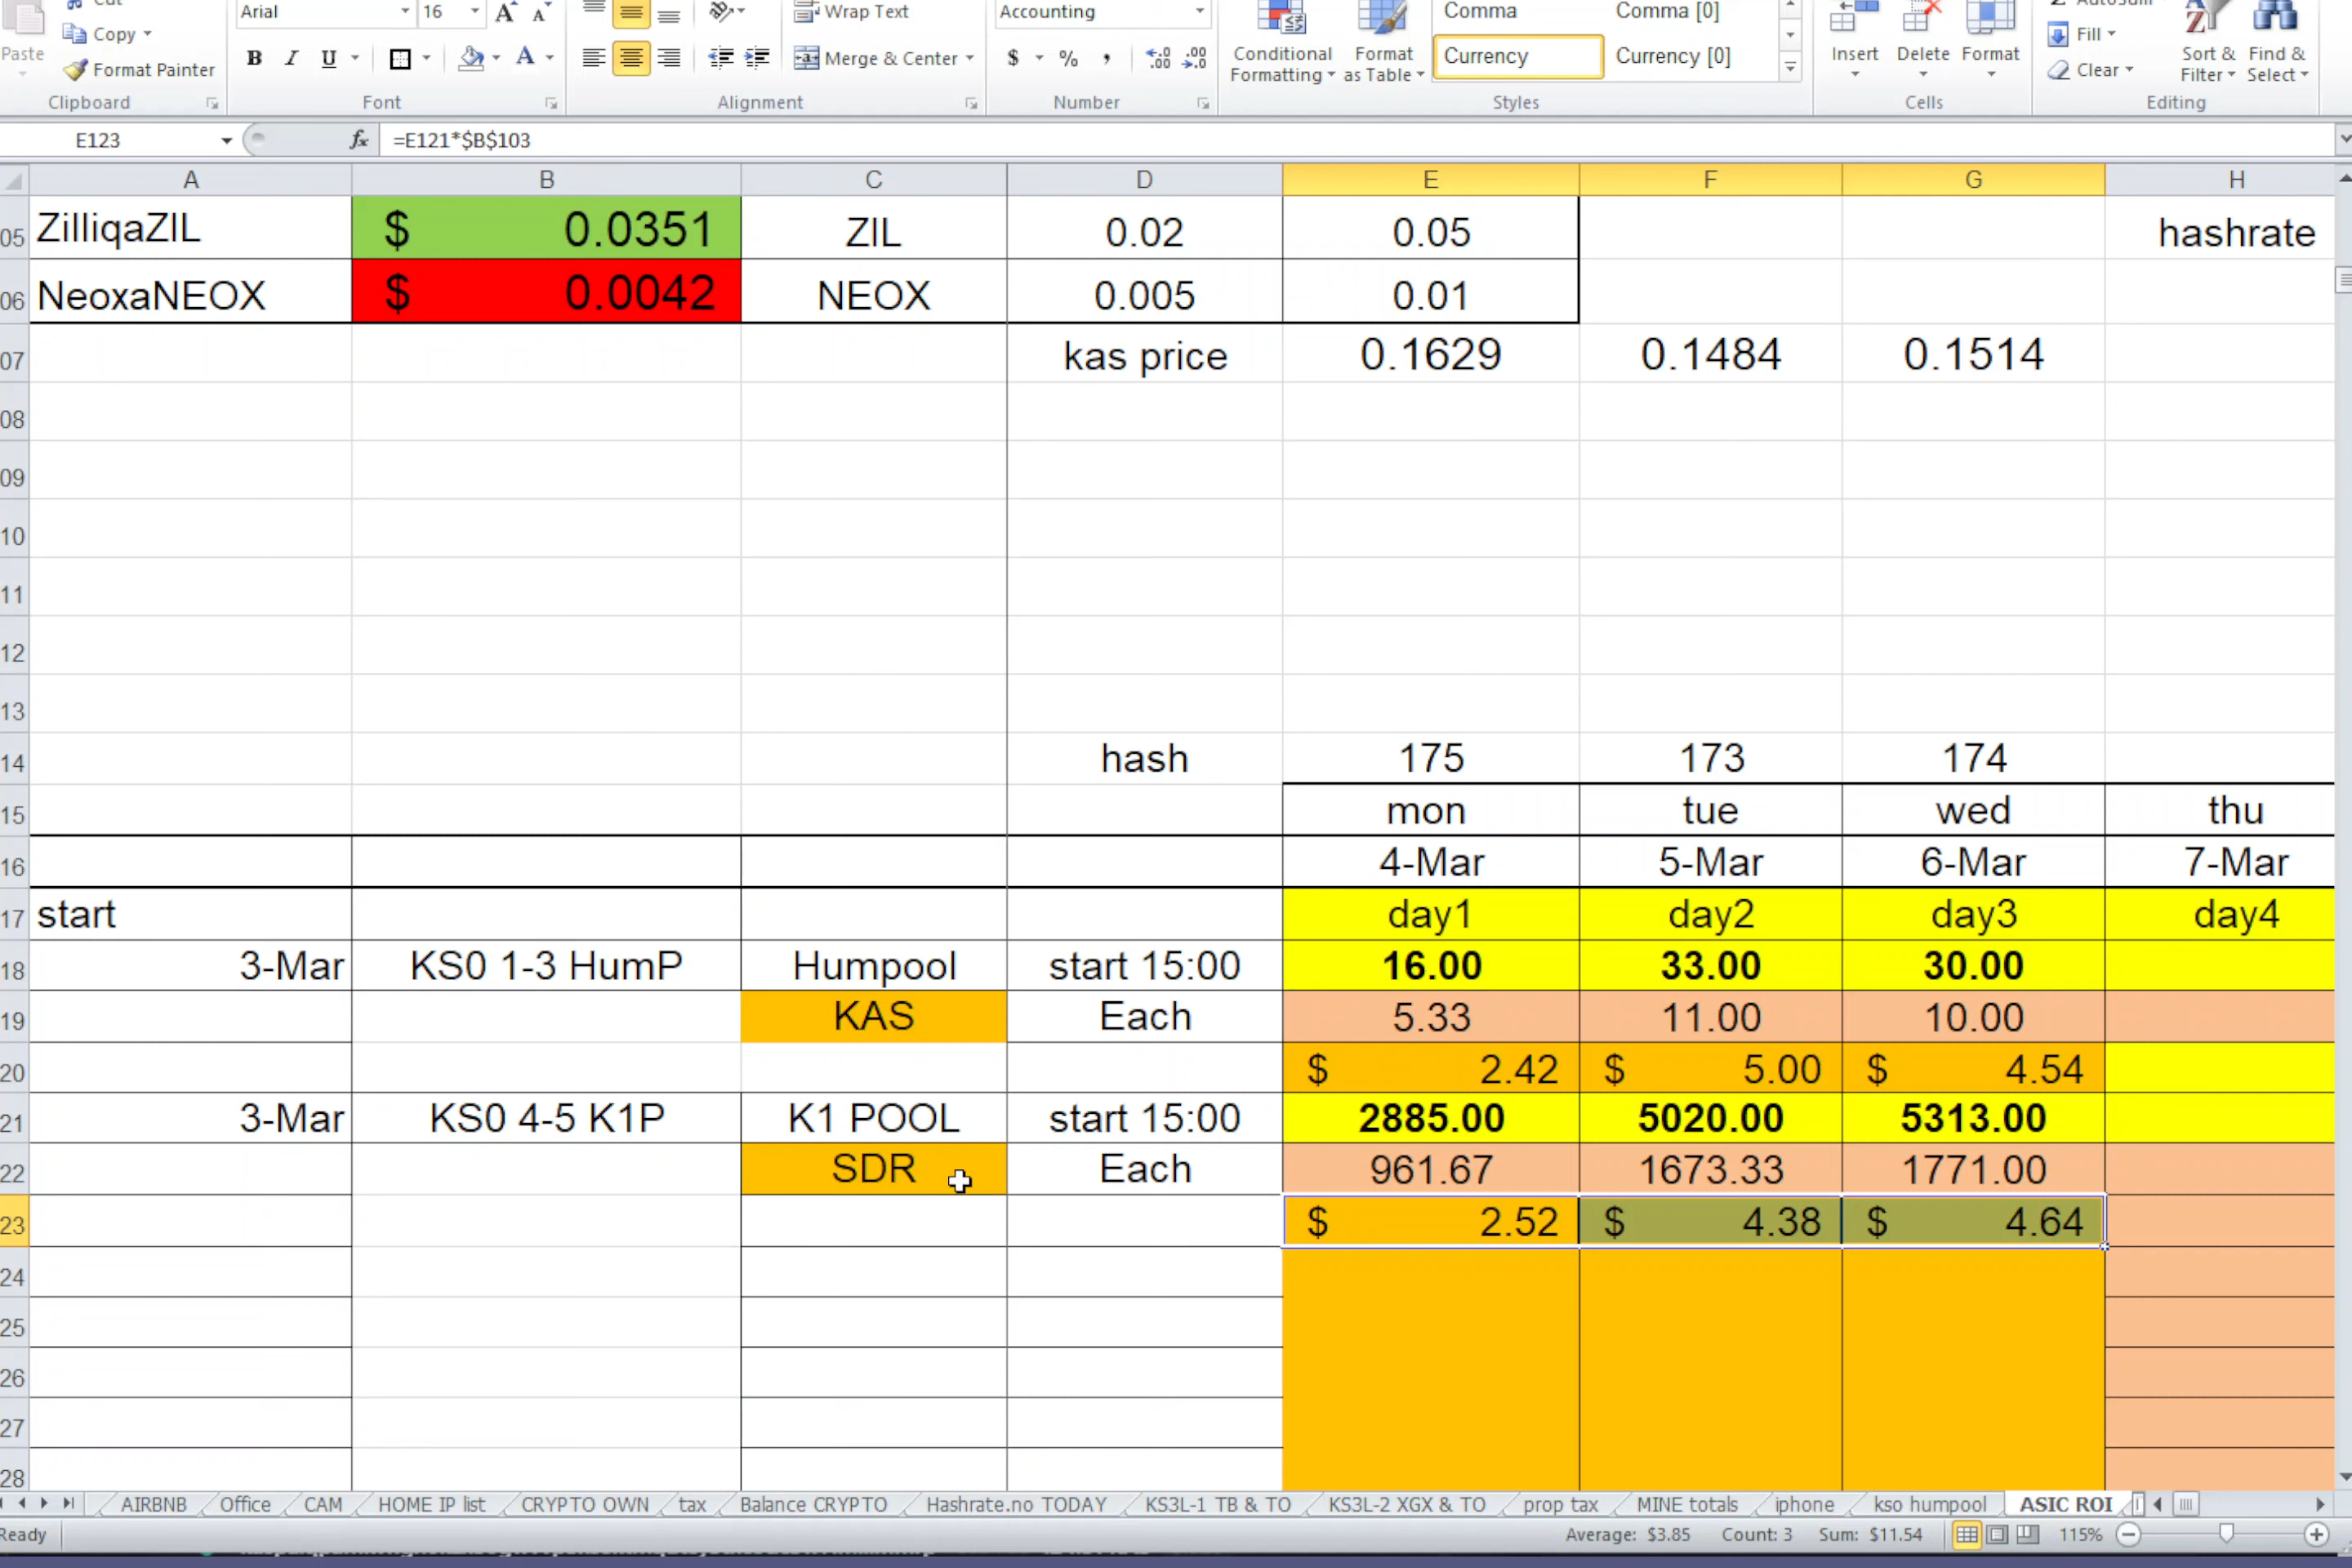 Cut
Arial 16 A A Wrap Text Accounting Comma Comma [0] AutoSum
Paste Copy Format Painter B I U A Merge & Center $ % , .0 .00 .00 .0 Conditional Formatting Format as Table Currency Currency [0] Insert Delete Format Fill Clear Sort & Filter Find & Select
Clipboard Font Alignment Number Styles Cells Editing
E123 fx =E121*$B$103
A B C D E F G H
05 ZilliqaZIL $ 0.0351 ZIL 0.02 0.05 hashrate
06 NeoxaNEOX $ 0.0042 NEOX 0.005 0.01
07 kas price 0.1629 0.1484 0.1514
08
09
10
11
12
13
14 hash 175 173 174
15 mon tue wed thu
16 4-Mar 5-Mar 6-Mar 7-Mar
17 start day1 day2 day3 day4
18 3-Mar KS0 1-3 HumP Humpool start 15:00 16.00 33.00 30.00
19 KAS Each 5.33 11.00 10.00
20 $ 2.42 $ 5.00 $ 4.54
21 3-Mar KS0 4-5 K1P K1 POOL start 15:00 2885.00 5020.00 5313.00
22 SDR Each 961.67 1673.33 1771.00
23 $ 2.52 $ 4.38 $ 4.64
24
25
26
27
28
AIRBNB Office CAM HOME IP list CRYPTO OWN tax Balance CRYPTO Hashrate.no TODAY KS3L-1 TB & TO KS3L-2 XGX & TO prop tax MINE totals iphone kso humpool ASIC ROI
Ready Average: $3.85 Count: 3 Sum: $11.54 115%